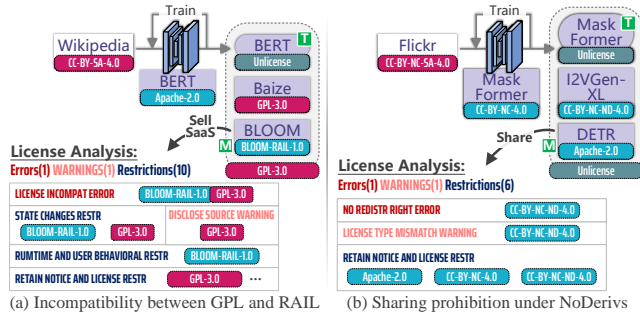 Train
Wikipedia
CC-BY-SA-4.0
BERT
Apache-2.0
BERT
T
Unlicense
Baize
GPL-3.0
BLOOM
BLOOM-RAIL-1.0
M
GPL-3.0
Sell
SaaS
License Analysis:
Errors(1) WARNINGS(1) Restrictions(10)
LICENSE INCOMPAT ERROR BLOOM-RAIL-1.0 GPL-3.0
STATE CHANGES RESTR DISCLOSE SOURCE WARNING
BLOOM-RAIL-1.0 GPL-3.0 GPL-3.0
RUMTIME AND USER BEHAVIORAL RESTR BLOOM-RAIL-1.0
RETAIN NOTICE AND LICENSE RESTR GPL-3.0 ...
(a) Incompatibility between GPL and RAIL
Train
Flickr
CC-BY-NC-SA-4.0
Mask
Former
CC-BY-NC-4.0
Mask
Former
T
Unlicense
I2VGen-
XL
CC-BY-NC-ND-4.0
DETR
Apache-2.0
M
Unlicense
Share
License Analysis:
Errors(1) WARNINGS(1) Restrictions(6)
NO REDISTR RIGHT ERROR CC-BY-NC-ND-4.0
LICENSE TYPE MISMATCH WARNING CC-BY-NC-ND-4.0
RETAIN NOTICE AND LICENSE RESTR
Apache-2.0 CC-BY-NC-4.0 CC-BY-NC-ND-4.0
(b) Sharing prohibition under NoDerivs